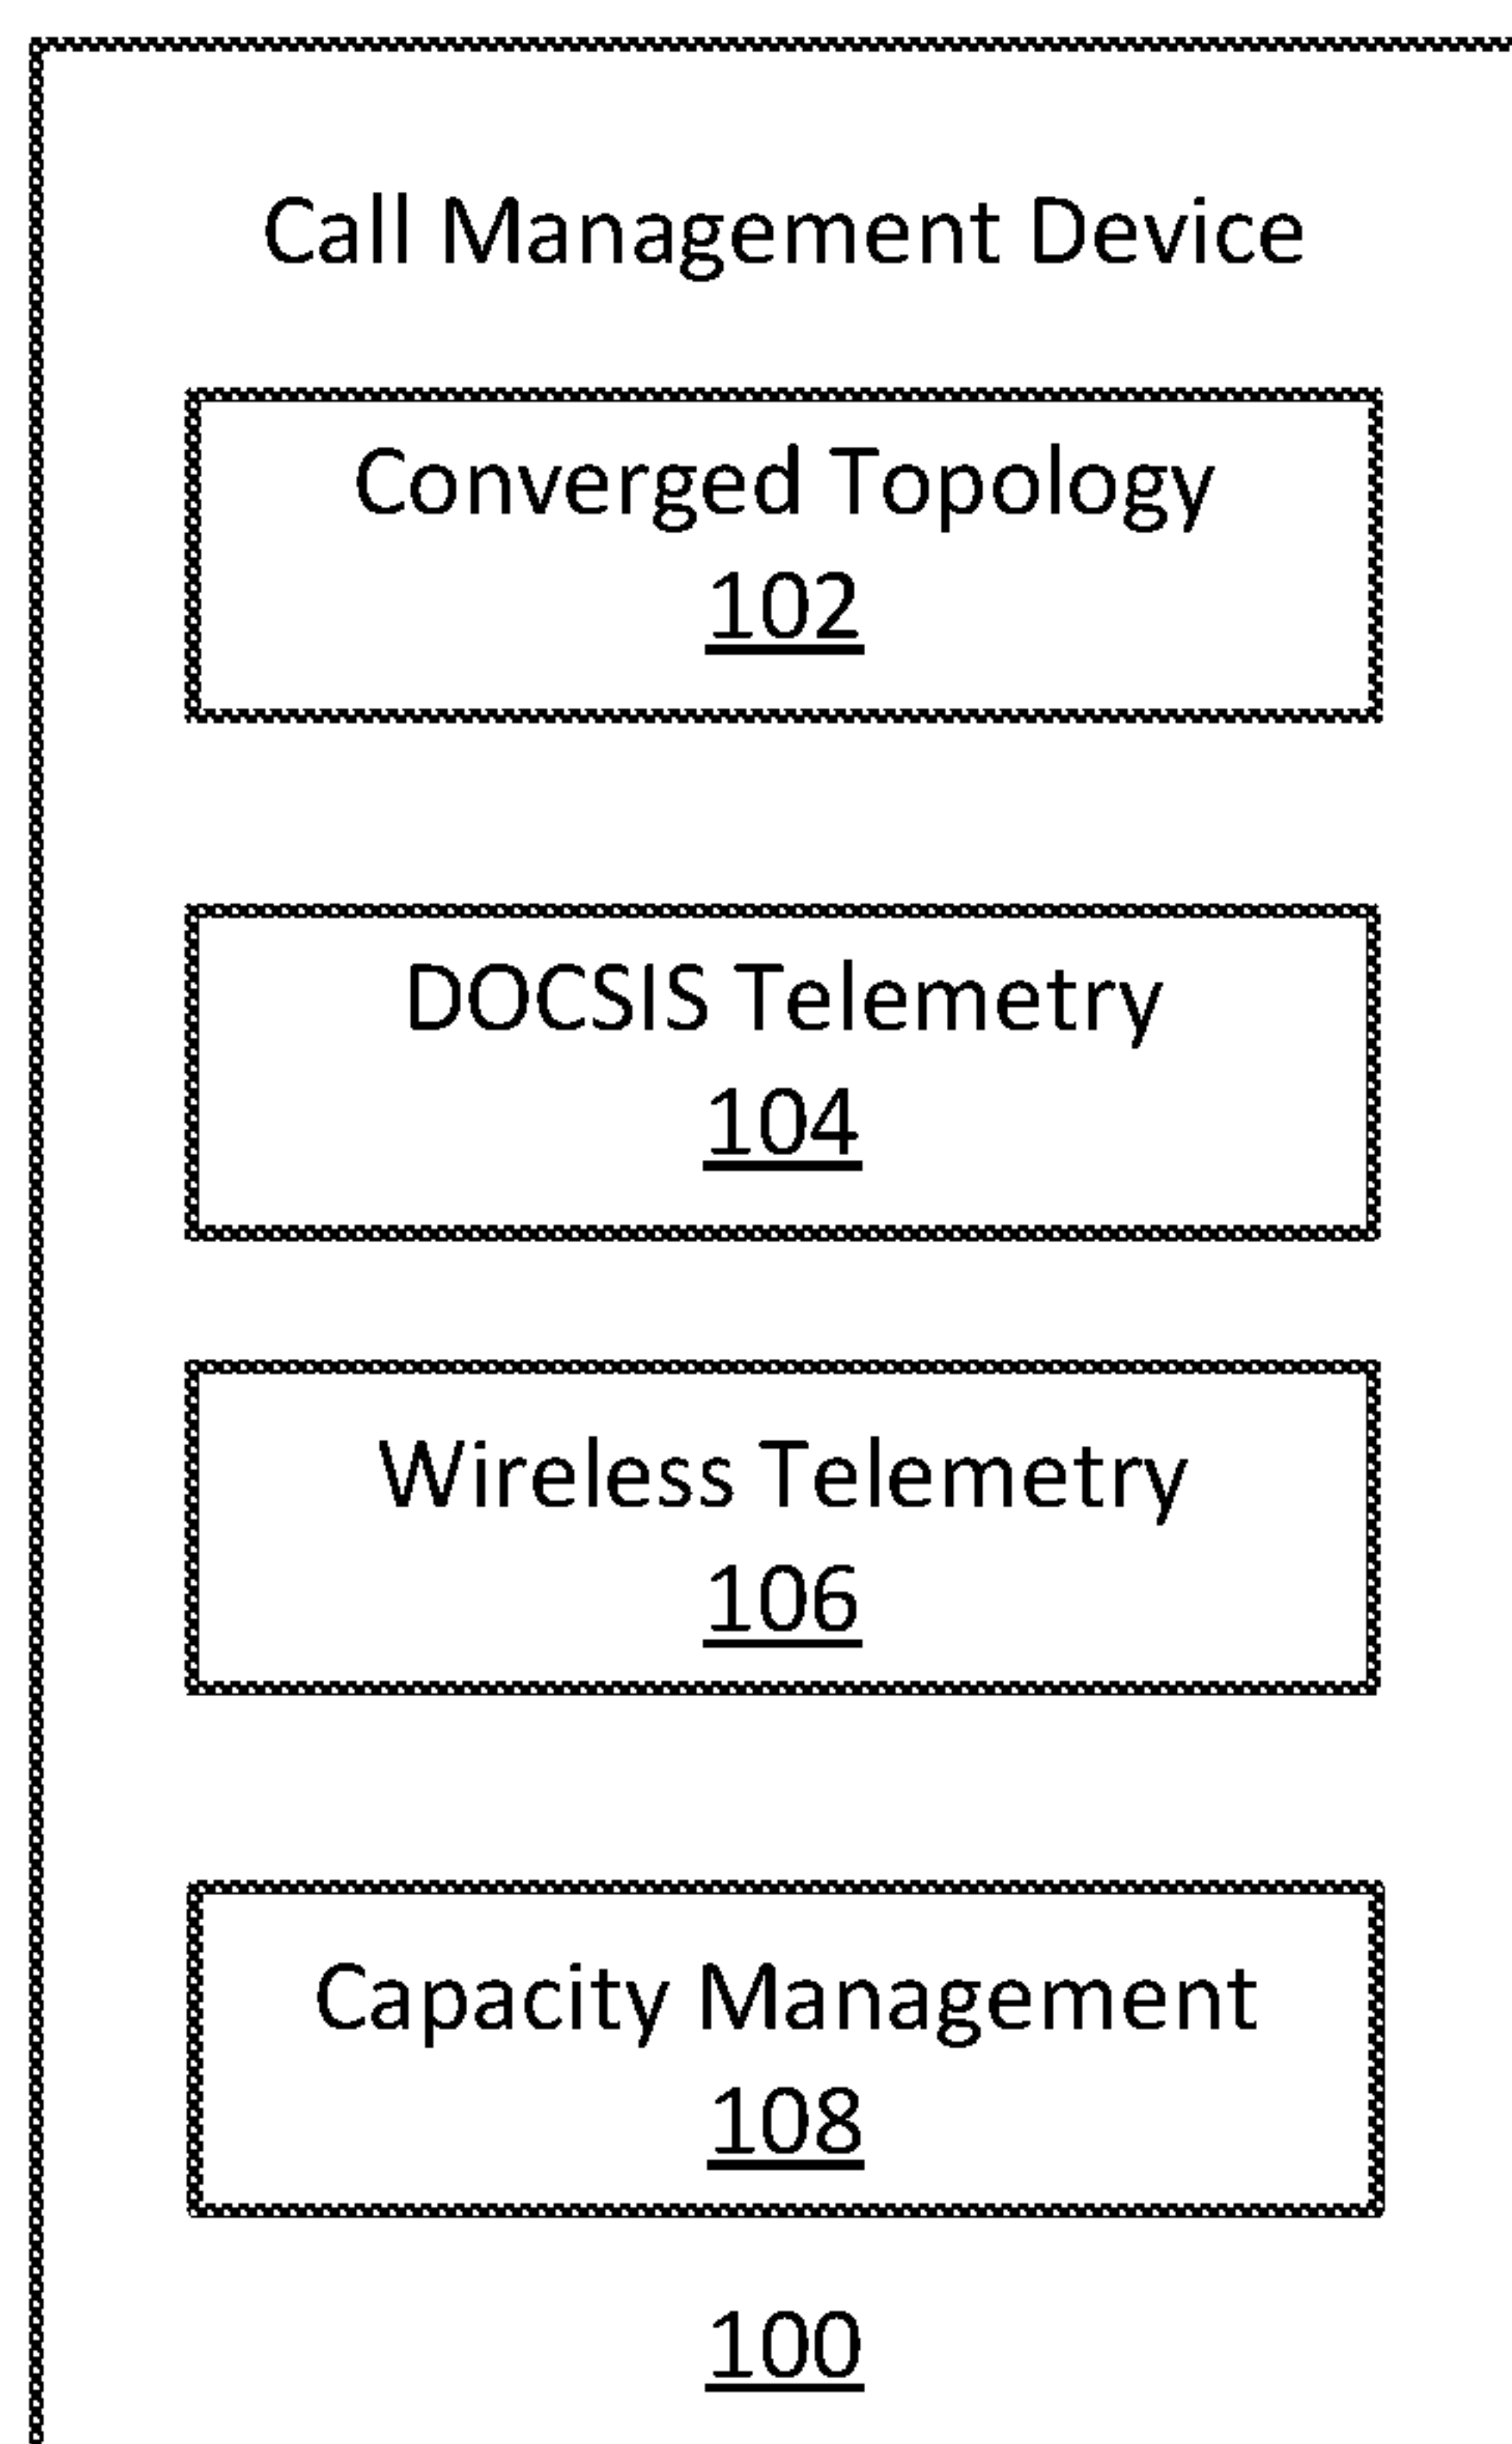 Call Management Device
Converged Topology
102
DOCSIS Telemetry
104
Wireless Telemetry
106
Capacity Management
108
100